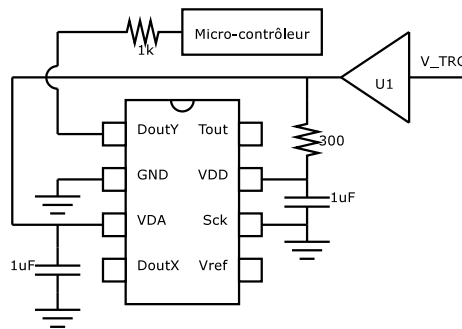 Micro-contrôleur
1k
V_TRG
U1
DoutY Tout
300
GND VDD
1uF
VDA Sck
1uF
DoutX Vref